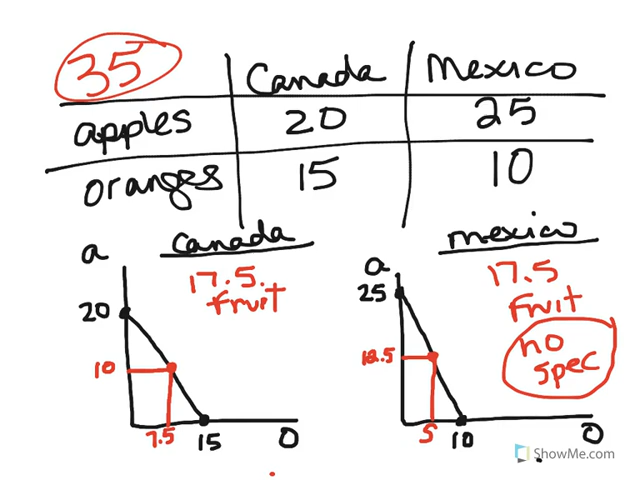 35
Canada Mexico
apples 20 25
oranges 15 10
a Canada
17.5
fruit
20
10
7.5 15 O
mexico
a
17.5
fruit
25
no
spec
12.5
5 10 O
ShowMe.com